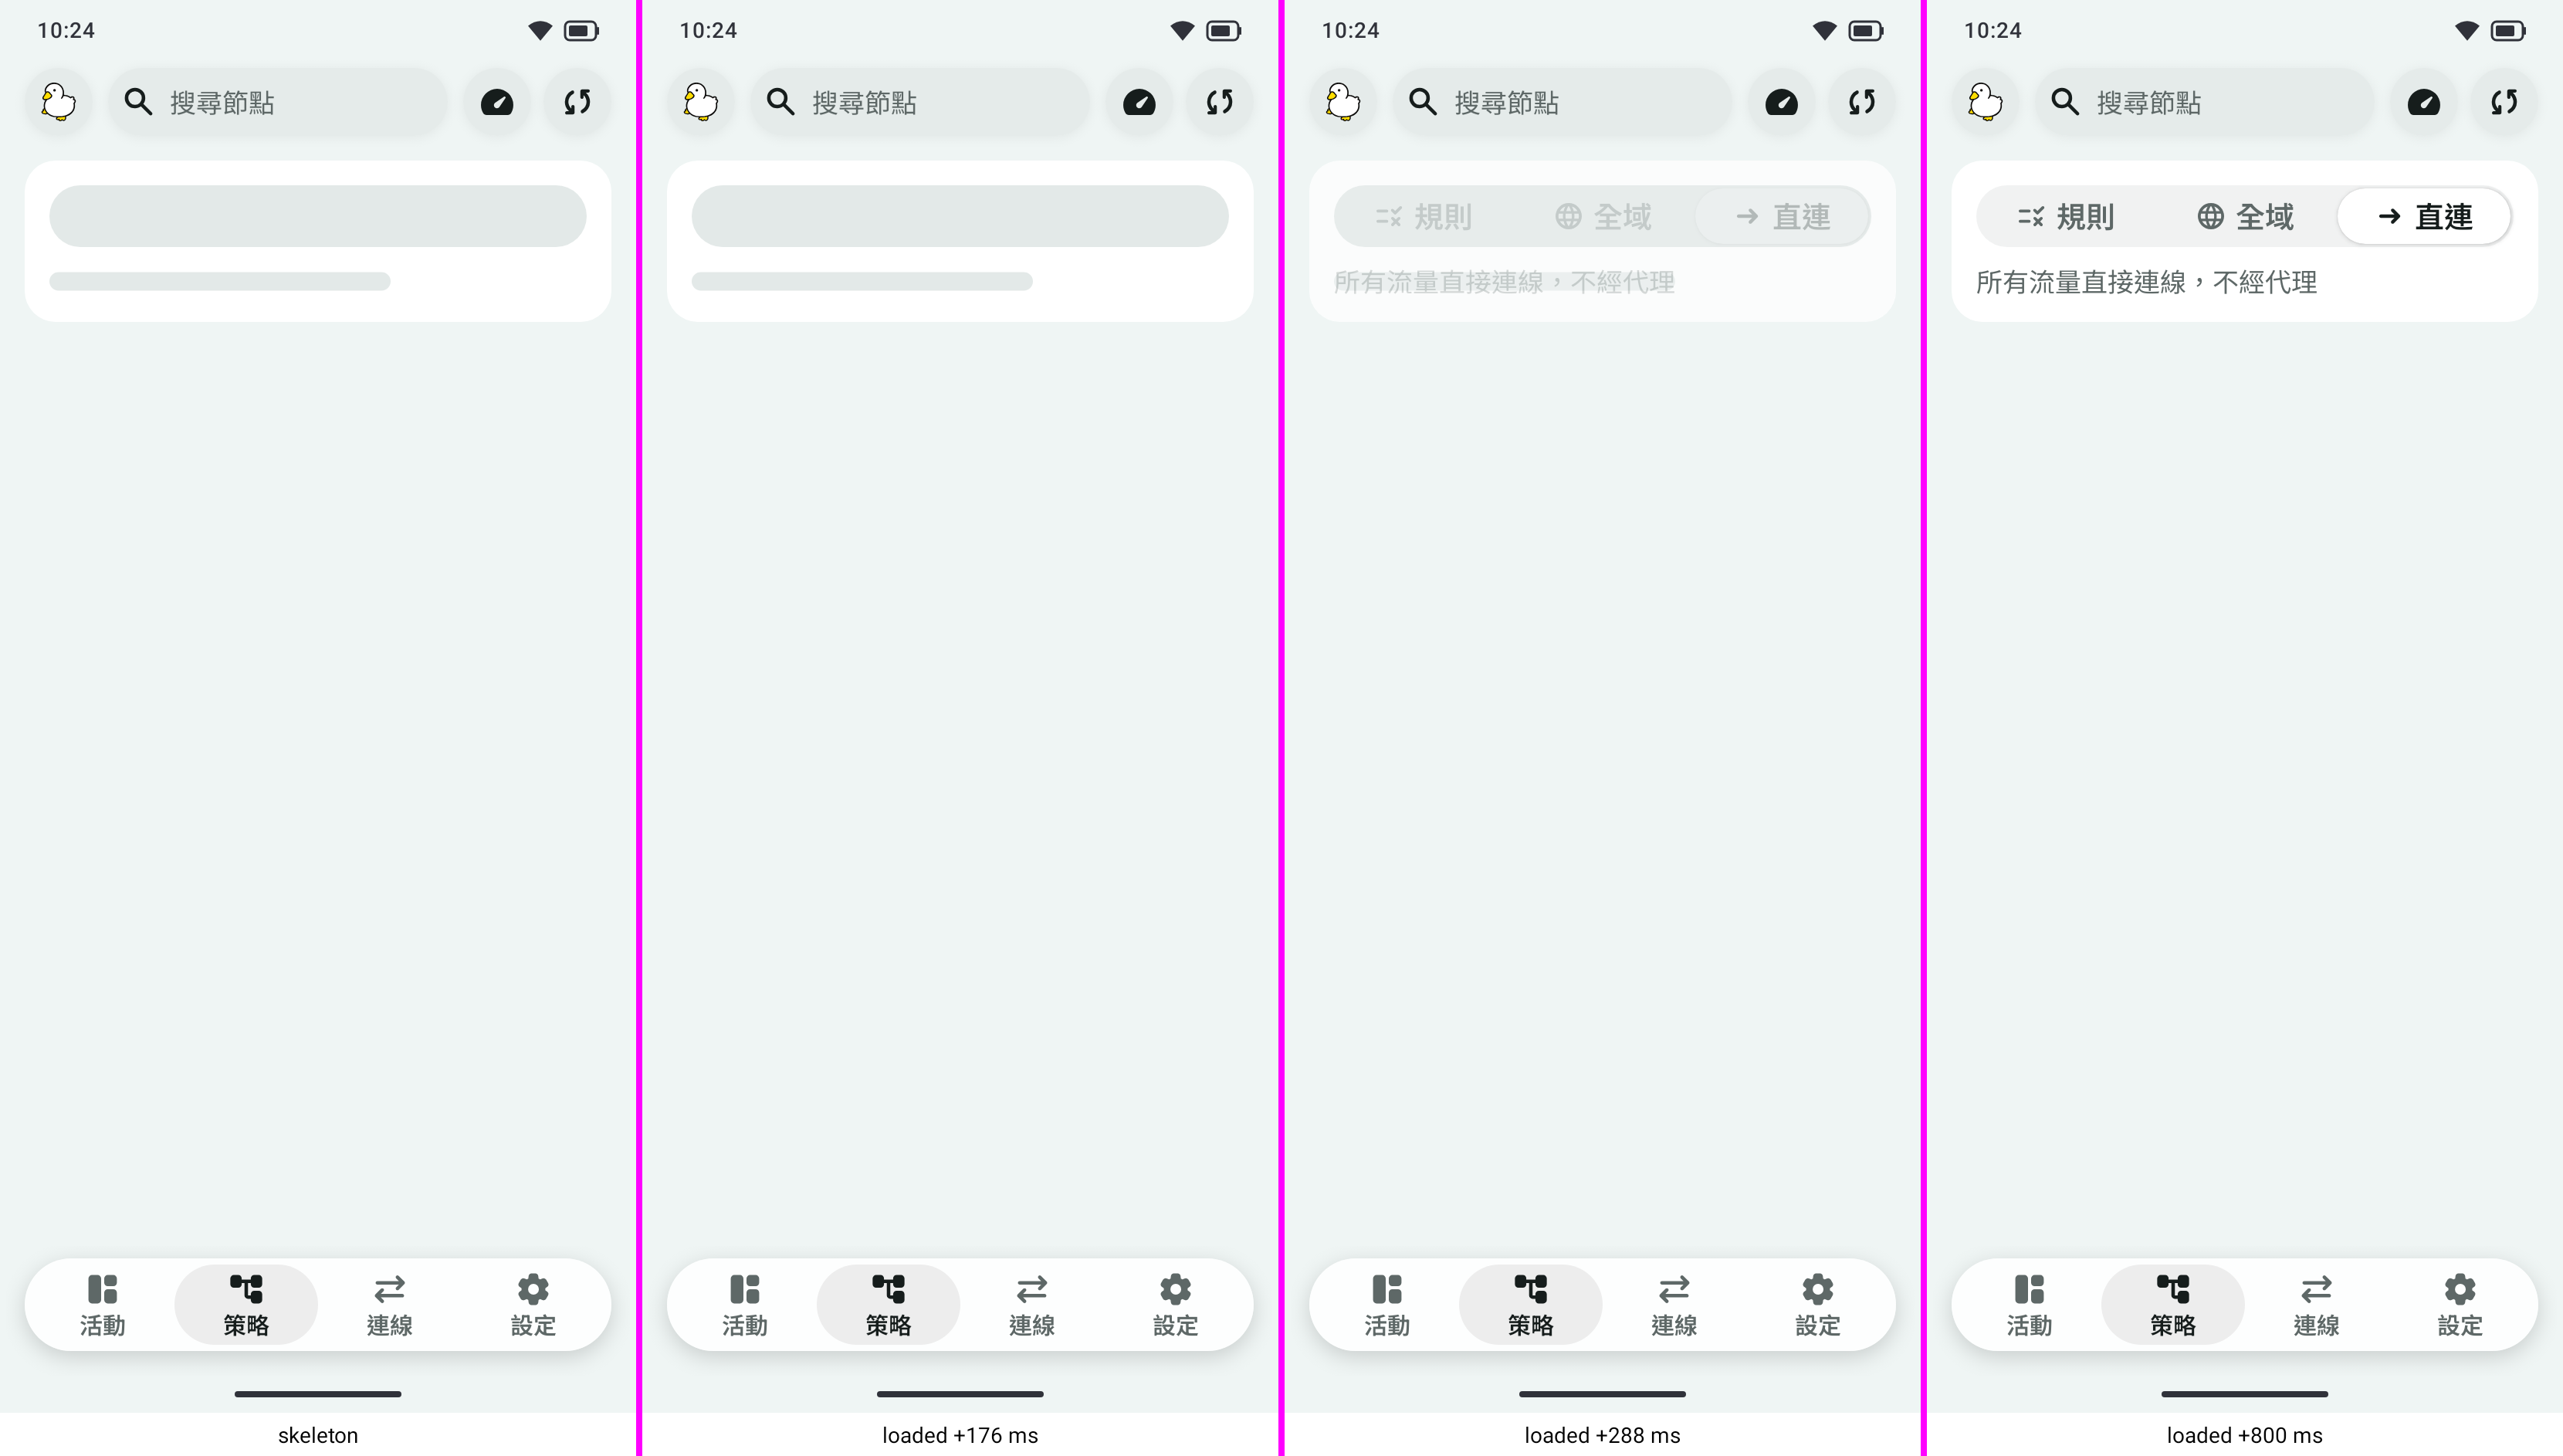 10:24
搜尋節點
活動
策略
連線
設定
skeleton
10:24
搜尋節點
活動
策略
連線
設定
loaded +176 ms
10:24
搜尋節點
規則
全域
直連
所有流量直接連線，不經代理
活動
策略
連線
設定
loaded +288 ms
10:24
搜尋節點
規則
全域
直連
所有流量直接連線，不經代理
活動
策略
連線
設定
loaded +800 ms